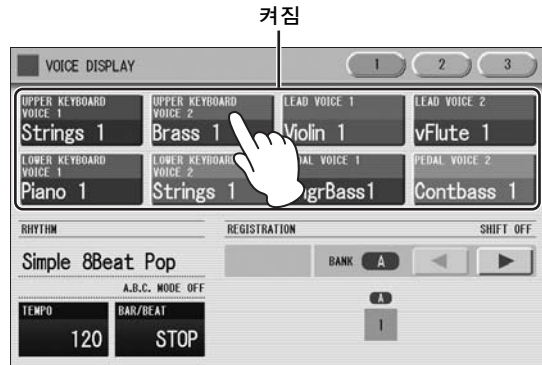 켜짐
VOICE DISPLAY
1
2
3
UPPER KEYBOARD
VOICE 1
Strings 1
UPPER KEYBOARD
VOICE 2
Brass 1
LEAD VOICE 1
Violin 1
LEAD VOICE 2
vFlute 1
LOWER KEYBOARD
VOICE 1
Piano 1
LOWER KEYBOARD
VOICE 2
Strings 1
VOICE 1
PEDAL VOICE 2
Contbass 1
RHYTHM
REGISTRATION
SHIFT OFF
Simple 8Beat Pop
BANK A
A.B.C. MODE OFF
A
TEMPO
120
BAR/BEAT
STOP
1